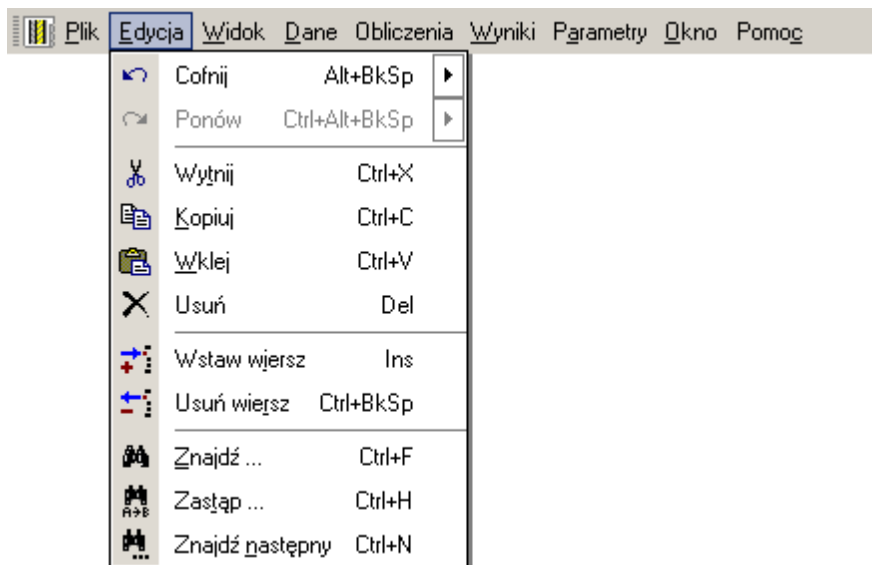 Plik Edycja Widok Dane Obliczenia Wyniki Parametry Okno Pomoc
Cofnij Alt+BkSp
Ponów Ctrl+Alt+BkSp
Wytnij Ctrl+X
Kopiuj Ctrl+C
Wklej Ctrl+V
Usuń Del
Wstaw wiersz Ins
Usuń wiersz Ctrl+BkSp
Znajdź ... Ctrl+F
Zastąp ... Ctrl+H
A→B
Znajdź następny Ctrl+N